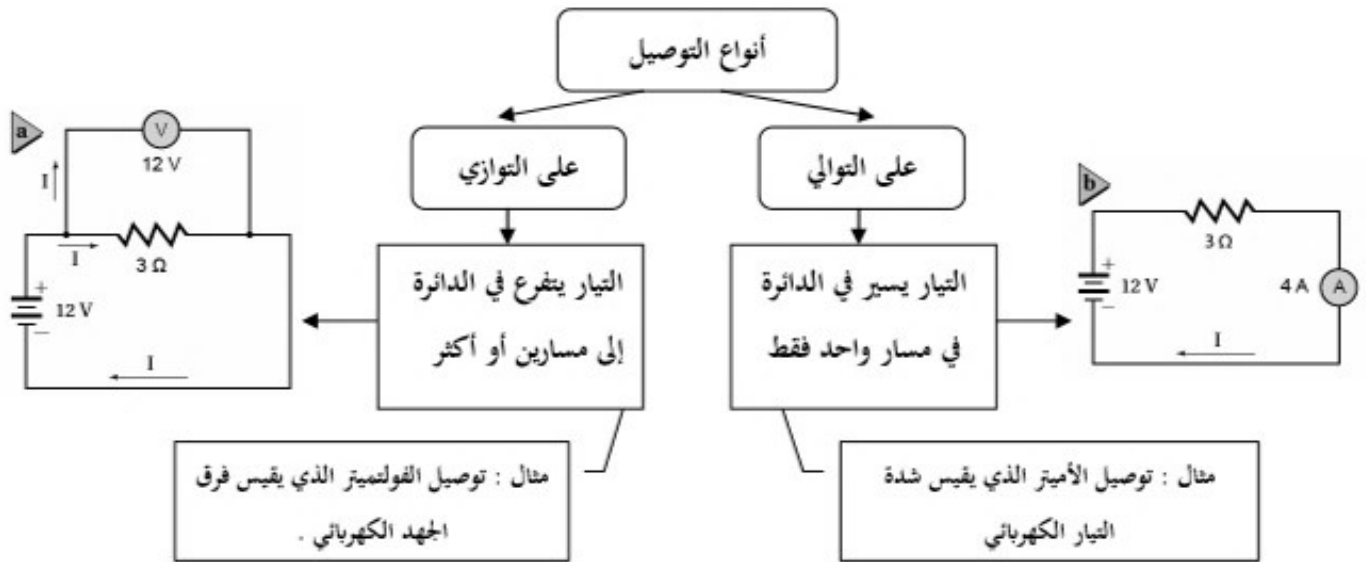 أنواع التوصيل
على التوالي
على التوازي
التيار يسير في الدائرة
في مسار واحد فقط
التيار يتفرع في الدائرة
إلى مسارين أو أكثر
مثال : توصيل الأميتر الذي يقيس شدة
التيار الكهربائي
مثال : توصيل الفولتميتر الذي يقيس فرق
الجهد الكهربائي .
b
3 Ω
+
12 V
−
4 A
A
I
a
V
12 V
I
I
3 Ω
+
12 V
−
I